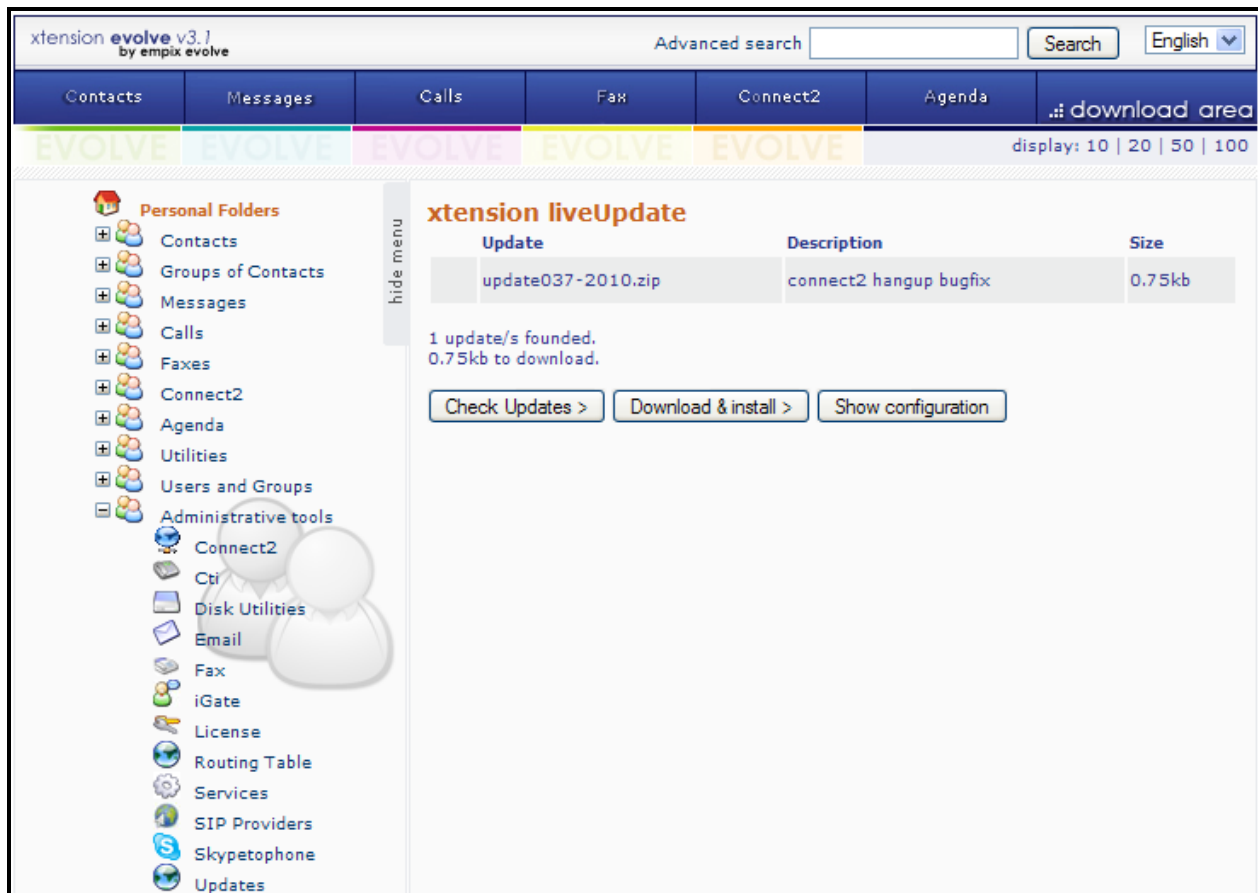 xtension evolve v3.1
by empix evolve
Advanced search
Search
English
Contacts
Messages
Calls
Fax
Connect2
Agenda
.:: download area
EVOLVE EVOLVE EVOLVE EVOLVE EVOLVE
display: 10 | 20 | 50 | 100
Personal Folders
Contacts
Groups of Contacts
Messages
Calls
Faxes
Connect2
Agenda
Utilities
Users and Groups
Administrative tools
Connect2
Cti
Disk Utilities
Email
Fax
iGate
License
Routing Table
Services
SIP Providers
Skypetophone
Updates
hide menu
xtension liveUpdate
Update Description Size
update037-2010.zip connect2 hangup bugfix 0.75kb
1 update/s founded.
0.75kb to download.
Check Updates >
Download & install >
Show configuration